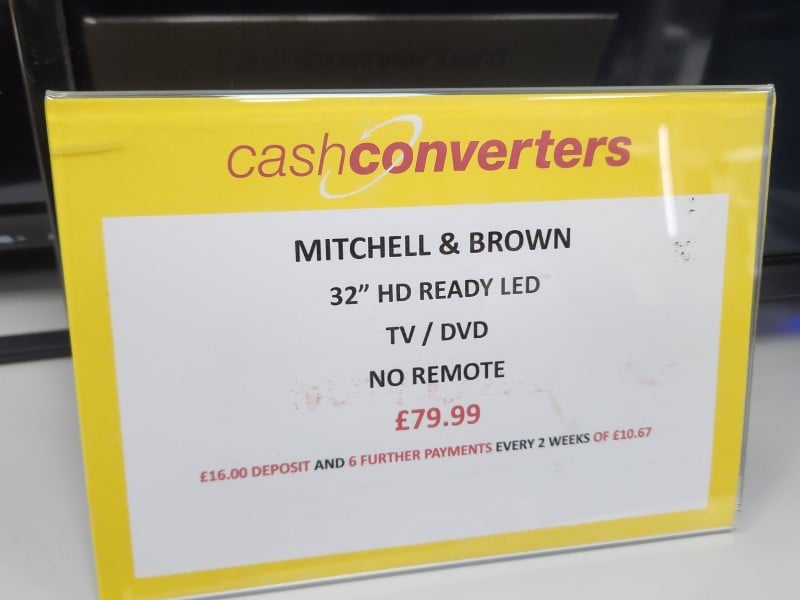 cashconverters
MITCHELL & BROWN
32” HD READY LED
TV / DVD
NO REMOTE
£79.99
£16.00 DEPOSIT AND 6 FURTHER PAYMENTS EVERY 2 WEEKS OF £10.67